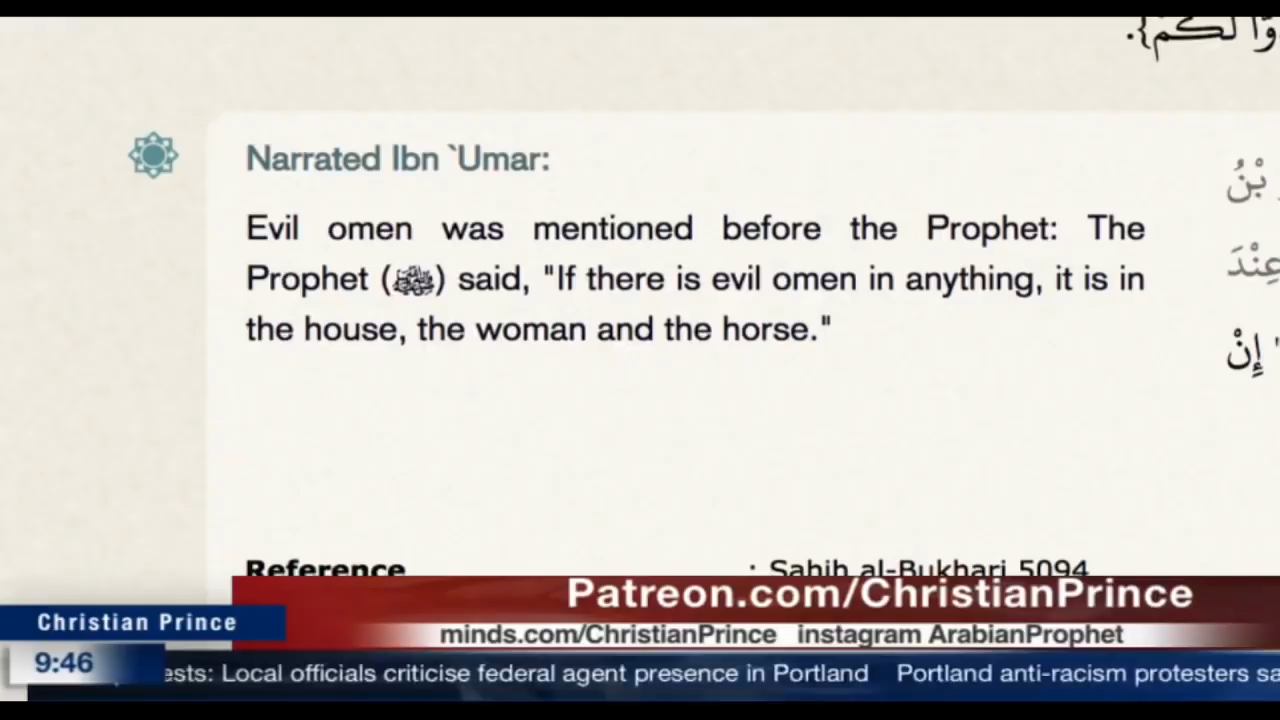 وَّا لَكُمْ}.
Narrated Ibn `Umar:
Evil omen was mentioned before the Prophet: The
Prophet (ﷺ) said, "If there is evil omen in anything, it is in
the house, the woman and the horse."
بْنُ
عِنْدَ
" إِنْ
Reference : Sahih al-Bukhari 5094
Patreon.com/ChristianPrince
minds.com/ChristianPrince instagram ArabianProphet
Christian Prince
9:46
ests: Local officials criticise federal agent presence in Portland Portland anti-racism protesters sa